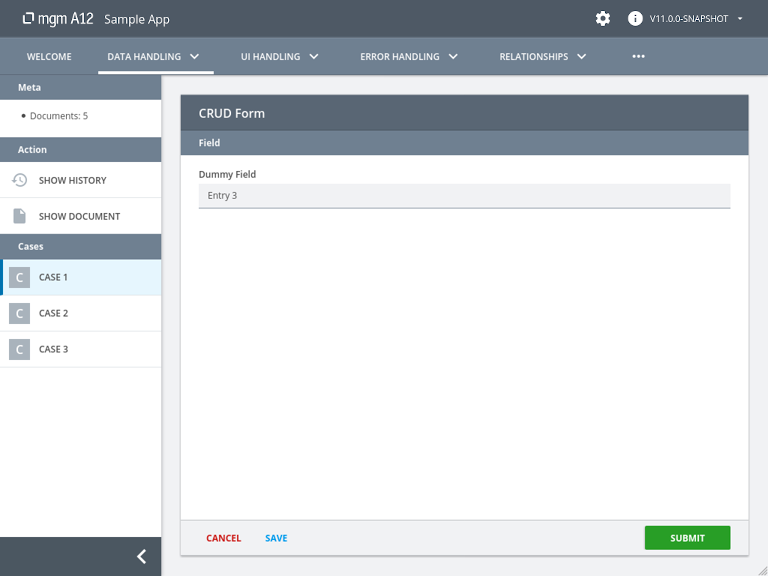 mgm A12 Sample App
V11.0.0-SNAPSHOT
WELCOME DATA HANDLING UI HANDLING ERROR HANDLING RELATIONSHIPS
Meta
Documents: 5
Action
SHOW HISTORY
SHOW DOCUMENT
Cases
C CASE 1
C CASE 2
C CASE 3
CRUD Form
Field
Dummy Field
Entry 3
CANCEL SAVE SUBMIT